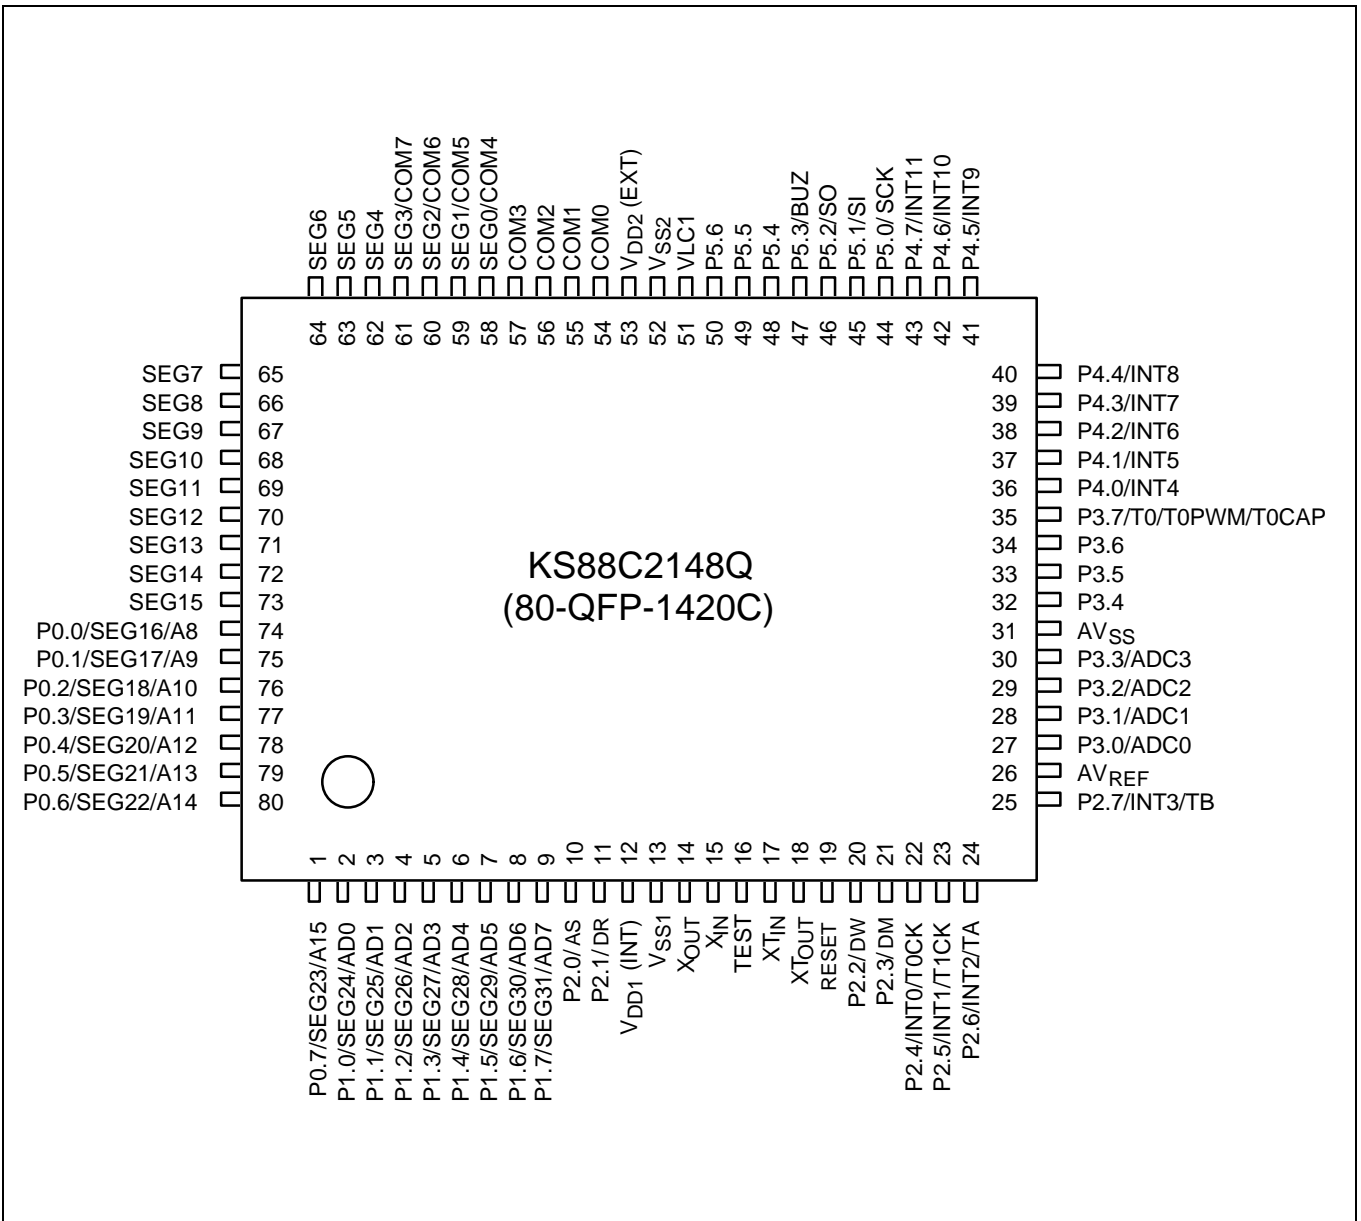 SEG6
SEG5
SEG4
SEG3/COM7
SEG2/COM6
SEG1/COM5
SEG0/COM4
COM3
COM2
COM1
COM0
VDD2 (EXT)
VSS2
VLC1
P5.6
P5.5
P5.4
P5.3/BUZ
P5.2/SO
P5.1/SI
P5.0/ SCK
P4.7/INT11
P4.6/INT10
P4.5/INT9
64
63
62
61
60
59
58
57
56
55
54
53
52
51
50
49
48
47
46
45
44
43
42
41
SEG7 65
SEG8 66
SEG9 67
SEG10 68
SEG11 69
SEG12 70
SEG13 71
SEG14 72
SEG15 73
P0.0/SEG16/A8 74
P0.1/SEG17/A9 75
P0.2/SEG18/A10 76
P0.3/SEG19/A11 77
P0.4/SEG20/A12 78
P0.5/SEG21/A13 79
P0.6/SEG22/A14 80
KS88C2148Q
(80-QFP-1420C)
40 P4.4/INT8
39 P4.3/INT7
38 P4.2/INT6
37 P4.1/INT5
36 P4.0/INT4
35 P3.7/T0/T0PWM/T0CAP
34 P3.6
33 P3.5
32 P3.4
31 AVSS
30 P3.3/ADC3
29 P3.2/ADC2
28 P3.1/ADC1
27 P3.0/ADC0
26 AVREF
25 P2.7/INT3/TB
1
2
3
4
5
6
7
8
9
10
11
12
13
14
15
16
17
18
19
20
21
22
23
24
P0.7/SEG23/A15
P1.0/SEG24/AD0
P1.1/SEG25/AD1
P1.2/SEG26/AD2
P1.3/SEG27/AD3
P1.4/SEG28/AD4
P1.5/SEG29/AD5
P1.6/SEG30/AD6
P1.7/SEG31/AD7
P2.0/AS
P2.1/DR
VDD1 (INT)
VSS1
XOUT
XIN
TEST
XTIN
XTOUT
RESET
P2.2/DW
P2.3/DM
P2.4/INT0/T0CK
P2.5/INT1/T1CK
P2.6/INT2/TA